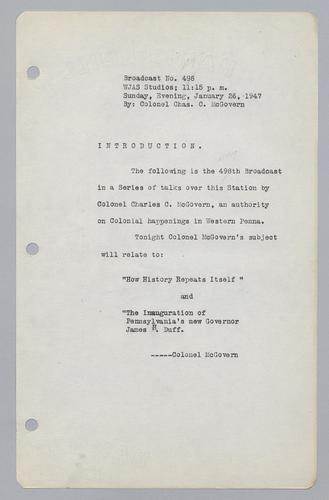 Broadcast No. 498
WJAS Studios; 11:15 p. m.
Sunday, Evening, January 26, 1947
By: Colonel Chas. C. McGovern
I N T R O D U C T I O N .
The following is the 498th Broadcast
in a Series of talks over this Station by
Colonel Charles C. McGovern, an authority
on Colonial happenings in Western Penna.
Tonight Colonel McGovern's subject
will relate to:
"How History Repeats Itself "
and
"The Inauguration of
Pennsylvania's new Governor
James H. Duff.
-----Colonel McGovern